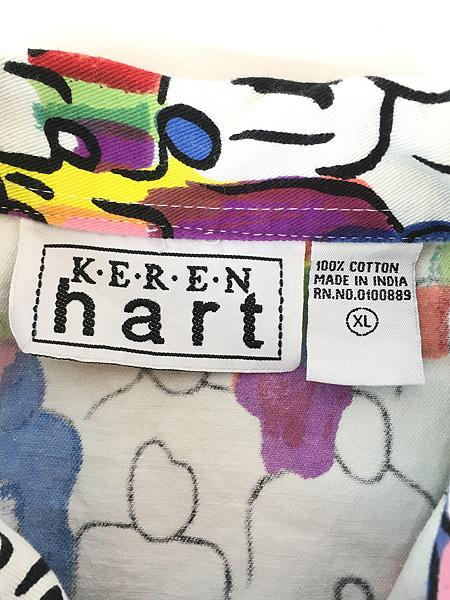 K·E·R·E·N
hart
100% COTTON
MADE IN INDIA
RN.NO.0100889
XL